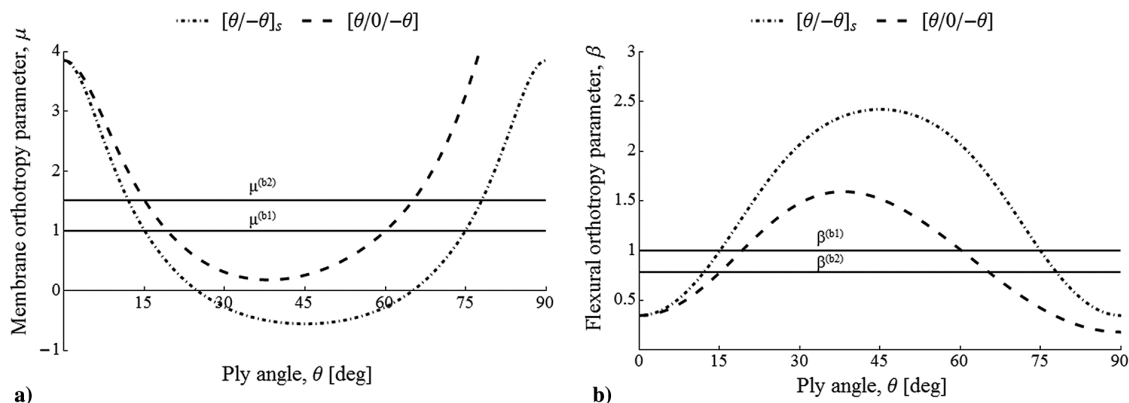 [θ/−θ]s [θ/0/−θ]
Membrane orthotropy parameter, μ
4
3
2
1
0
−1
μ(b2)
μ(b1)
15 30 45 60 75 90
Ply angle, θ [deg]
a)
[θ/−θ]s [θ/0/−θ]
Flexural orthotropy parameter, β
3
2.5
2
1.5
1
0.5
β(b1)
β(b2)
0 15 30 45 60 75 90
Ply angle, θ [deg]
b)